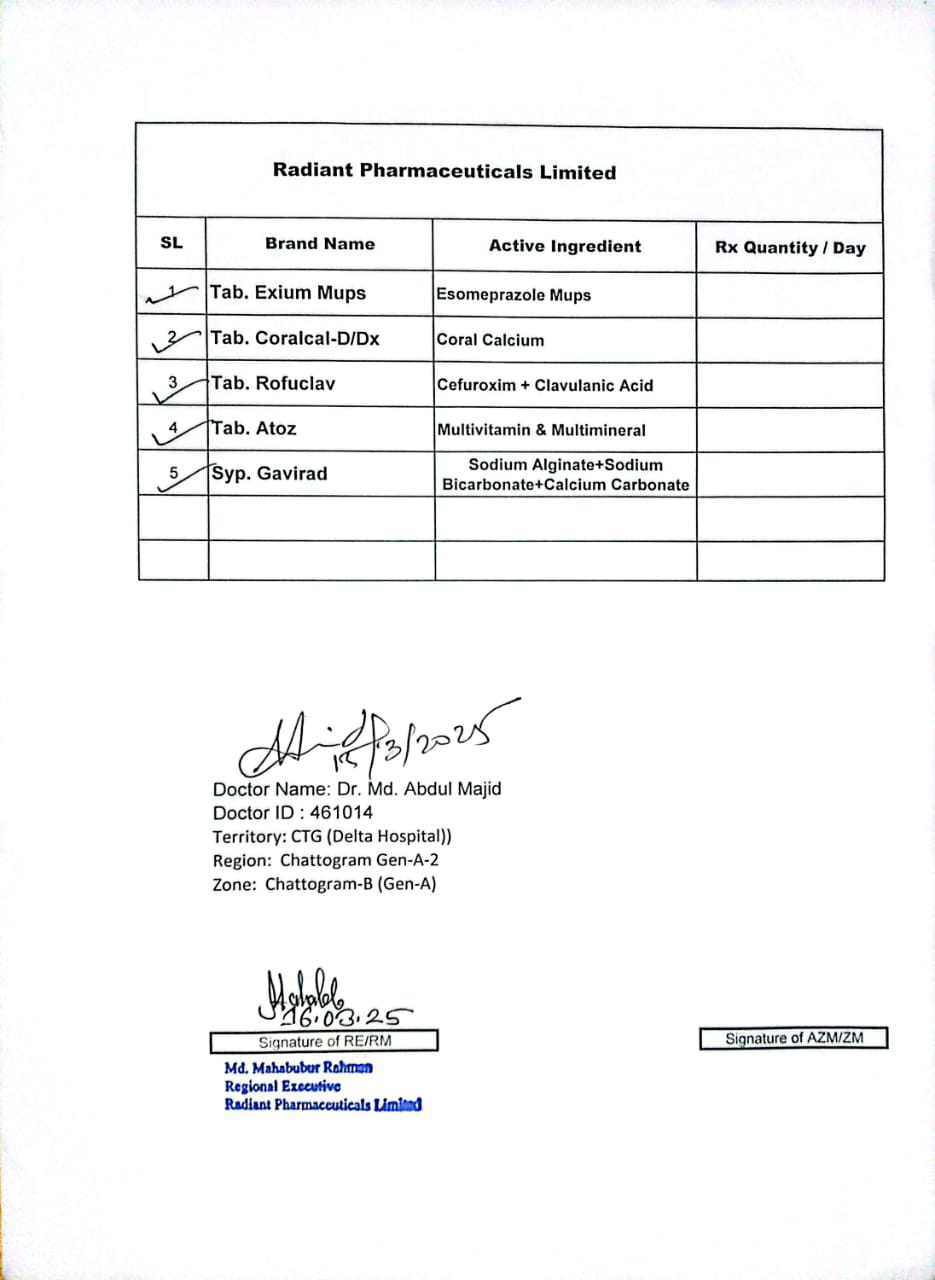 Radiant Pharmaceuticals Limited
SL Brand Name Active Ingredient Rx Quantity / Day
1 Tab. Exium Mups Esomeprazole Mups
2 Tab. Coralcal-D/Dx Coral Calcium
3 Tab. Rofuclav Cefuroxim + Clavulanic Acid
4 Tab. Atoz Multivitamin & Multimineral
5 Syp. Gavirad Sodium Alginate+Sodium
Bicarbonate+Calcium Carbonate
/3/2025
Doctor Name: Dr. Md. Abdul Majid
Doctor ID : 461014
Territory: CTG (Delta Hospital))
Region: Chattogram Gen-A-2
Zone: Chattogram-B (Gen-A)
16.03.25
Signature of RE/RM Signature of AZM/ZM
Md. Mahabubur Rahman
Regional Executive
Radiant Pharmaceuticals Limited